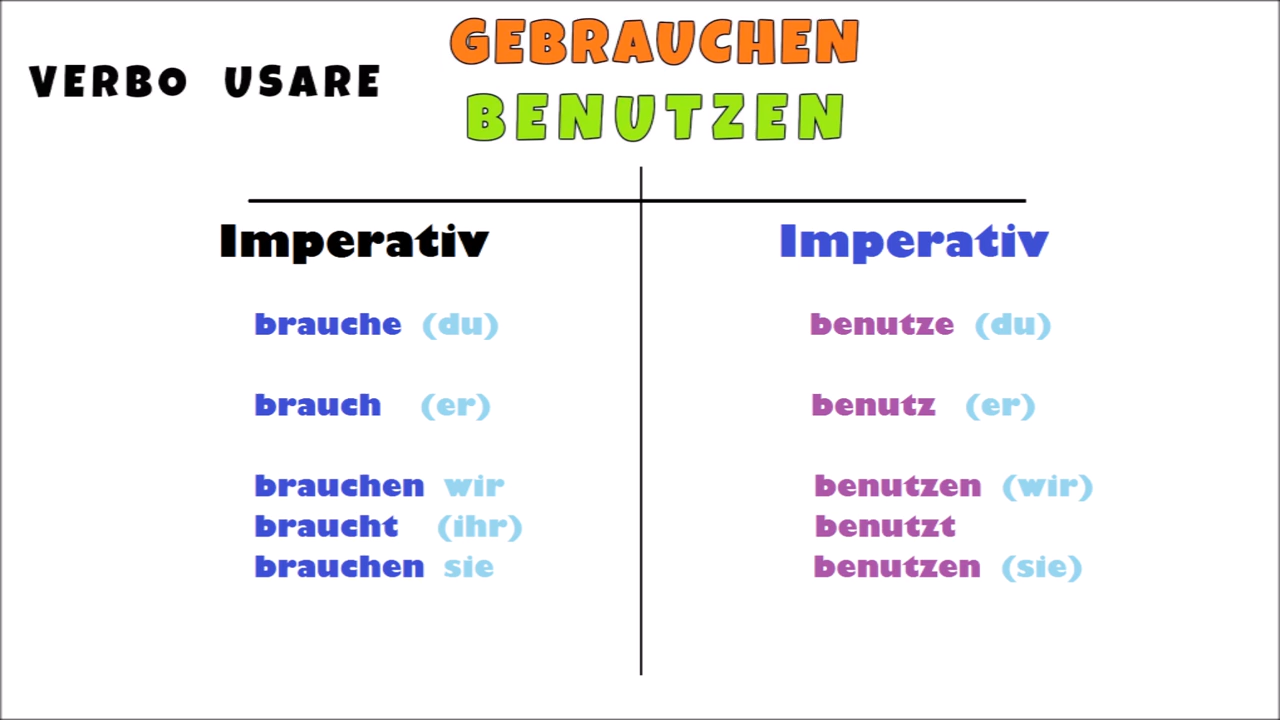 VERBO USARE
GEBRAUCHEN
BENUTZEN
Imperativ
brauche (du)
brauch (er)
brauchen wir
braucht (ihr)
brauchen sie
Imperativ
benutze (du)
benutz (er)
benutzen (wir)
benutzt
benutzen (sie)